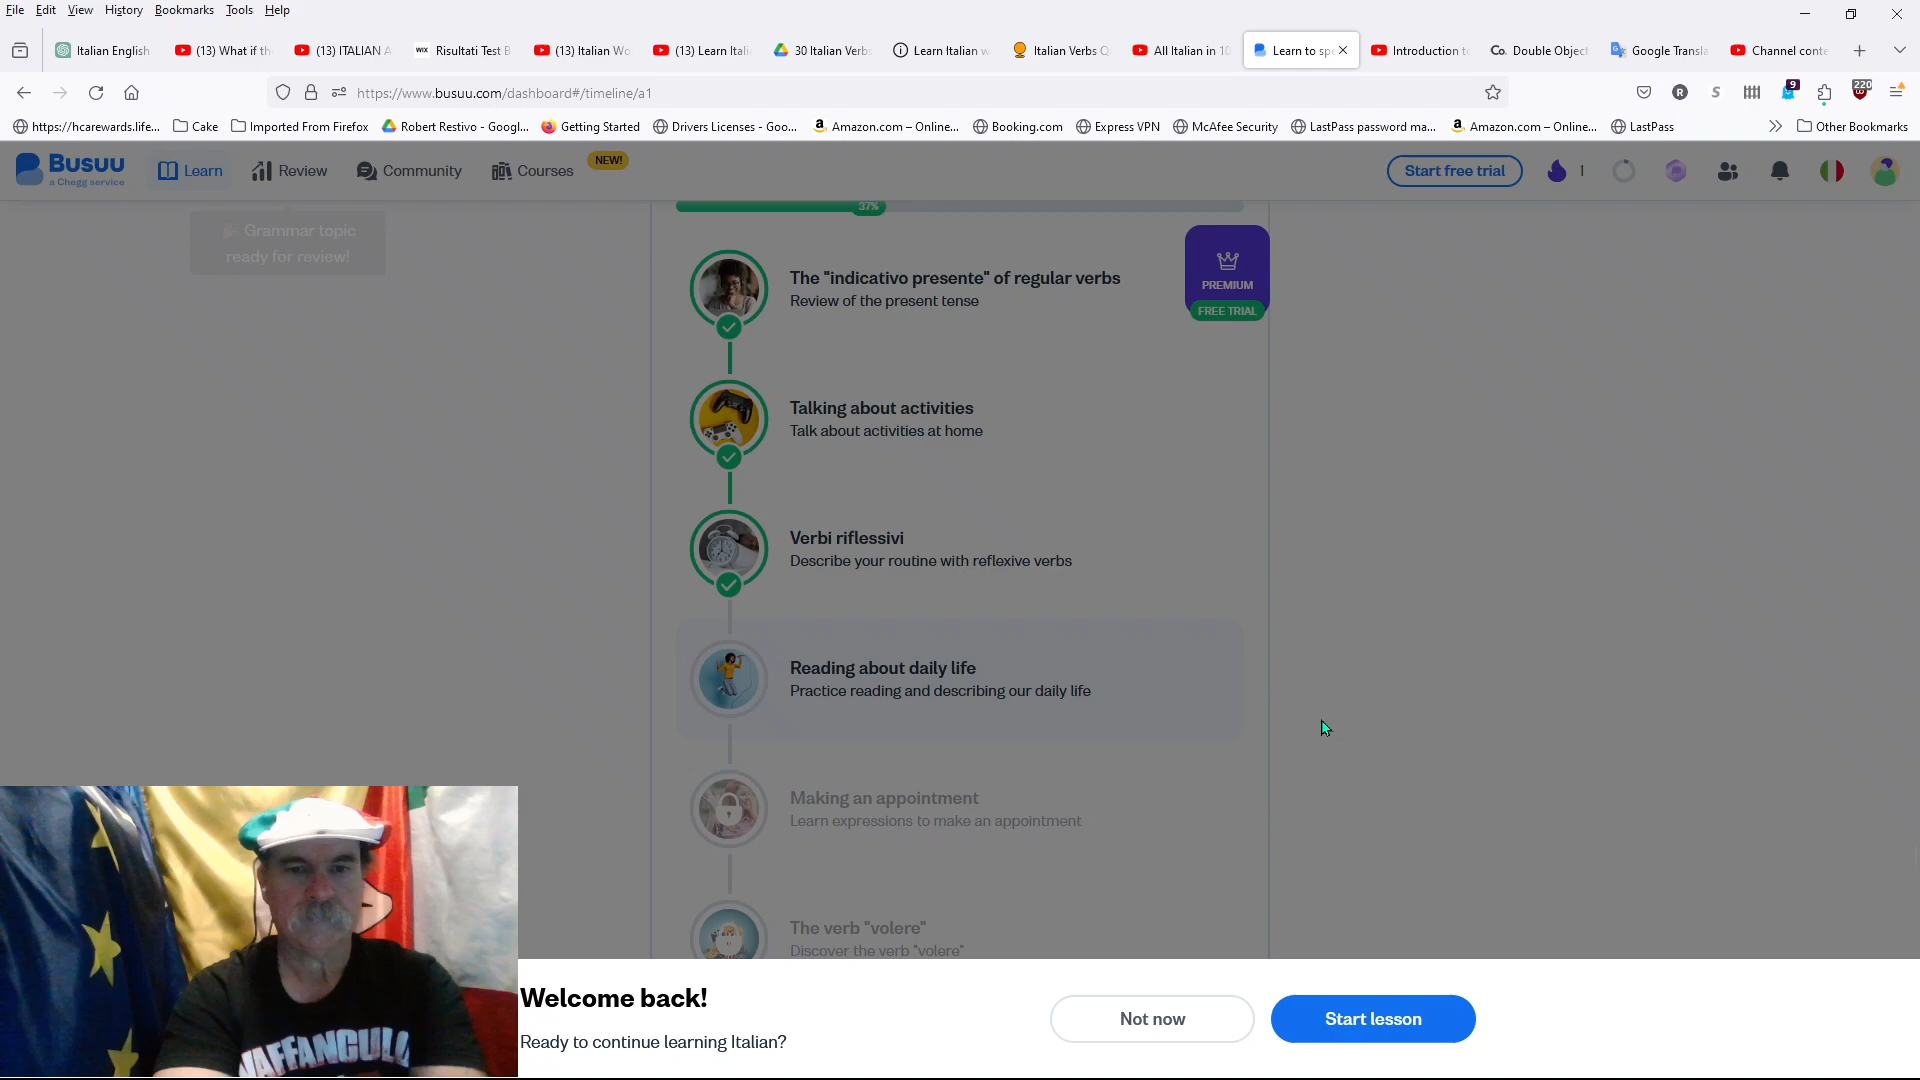 File Edit View History Bookmarks Tools Help
Italian English
(13) What if th
(13) ITALIAN A
WIX Risultati Test B
(13) Italian Wo
(13) Learn Itali
30 Italian Verbs
Learn Italian w
Italian Verbs Q
All Italian in 10
Learn to spe
Introduction to
Co. Double Object
Google Transla
Channel conte
https://www.busuu.com/dashboard#/timeline/a1
R
S
9
220
https://hcarewards.life...
Cake
Imported From Firefox
Robert Restivo - Googl...
Getting Started
Drivers Licenses - Goo...
Amazon.com – Online...
Booking.com
Express VPN
McAfee Security
LastPass password ma...
Amazon.com – Online...
LastPass
Other Bookmarks
Busuu
a Chegg service
Learn
Review
Community
Courses
NEW!
Start free trial
1
Grammar topic
ready for review!
37%
PREMIUM
FREE TRIAL
The "indicativo presente" of regular verbs
Review of the present tense
Talking about activities
Talk about activities at home
Verbi riflessivi
Describe your routine with reflexive verbs
Reading about daily life
Practice reading and describing our daily life
Making an appointment
Learn expressions to make an appointment
The verb "volere"
Discover the verb "volere"
Welcome back!
Ready to continue learning Italian?
Not now
Start lesson
VAFFANCULO